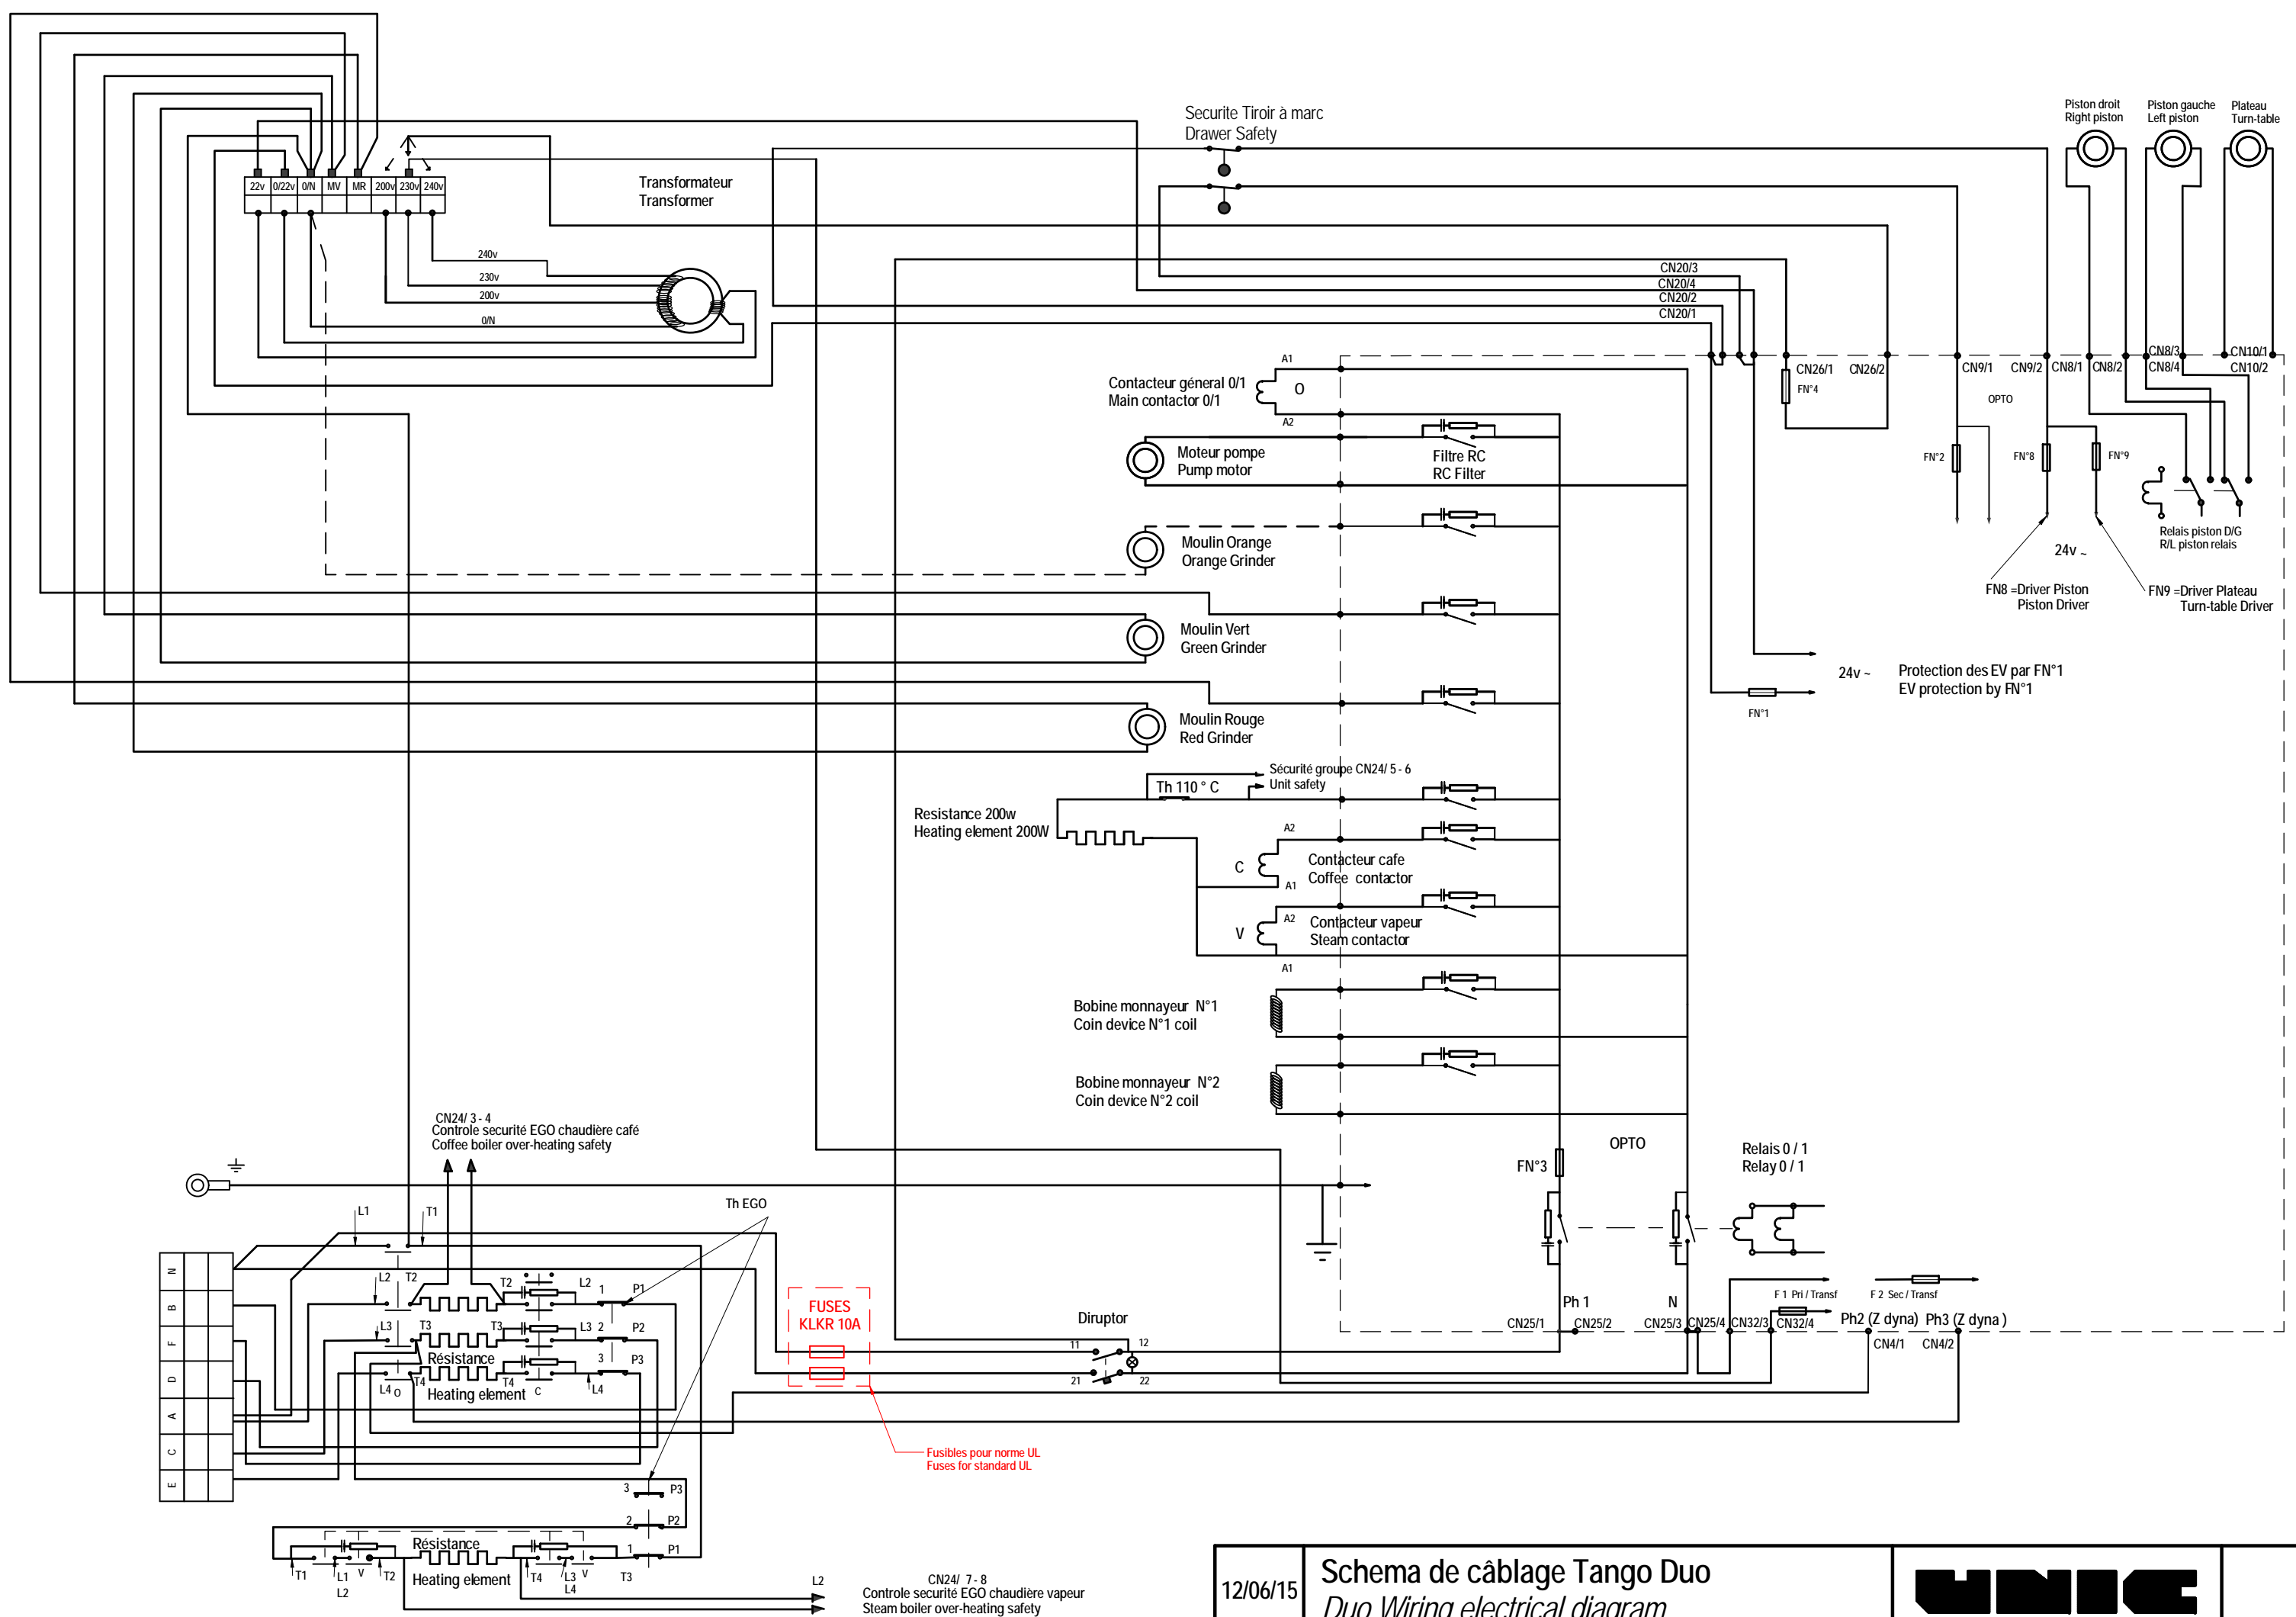 Securite Tiroir à marc
Drawer Safety
Piston droit
Right piston
Piston gauche
Left piston
Plateau
Turn-table
22v 0/22v 0/N MV MR 200v 230v 240v
Transformateur
Transformer
240v
230v
200v
0/N
CN20/3
CN20/4
CN20/2
CN20/1
A1
Contacteur géneral 0/1
Main contactor 0/1
O
A2
CN26/1 CN26/2
FN°4
CN9/1
CN9/2 CN8/1 CN8/2
CN8/3
CN8/4
CN10/1
CN10/2
OPTO
Moteur pompe
Pump motor
Filtre RC
RC Filter
FN°2
FN°8
FN°9
Relais piston D/G
R/L piston relais
24v ~
FN8 =Driver Piston
Piston Driver
FN9 =Driver Plateau
Turn-table Driver
Moulin Orange
Orange Grinder
Moulin Vert
Green Grinder
24v ~
Protection des EV par FN°1
EV protection by FN°1
FN°1
Moulin Rouge
Red Grinder
Sécurité groupe CN24/ 5 - 6
Unit safety
Th 110 ° C
Resistance 200w
Heating element 200W
A2
C
Contacteur cafe
Coffee contactor
A1
A2
V
Contacteur vapeur
Steam contactor
A1
Bobine monnayeur N°1
Coin device N°1 coil
Bobine monnayeur N°2
Coin device N°2 coil
CN24/ 3 - 4
Controle securité EGO chaudière café
Coffee boiler over-heating safety
OPTO
FN°3
Relais 0 / 1
Relay 0 / 1
Th EGO
L1
T1
N
B
F
D
A
C
E
L2 T2 T2 L2 1 P1
L3 T3 T3 L3 2 P2
Résistance
3 P3
L4 O T4 T4 C L4
Heating element
FUSES
KLKR 10A
Diruptor
11
12
21
22
Ph 1
N
CN25/1 CN25/2
CN25/3 CN25/4 CN32/3 CN32/4
F 1 Pri / Transf
F 2 Sec / Transf
Ph2 (Z dyna) Ph3 (Z dyna )
CN4/1 CN4/2
Fusibles pour norme UL
Fuses for standard UL
3 P3
2 P2
1 P1
Résistance
Heating element
T1 L1 V T2
L2
T4 L3 V T3
L4
L2
CN24/ 7 - 8
Controle securité EGO chaudière vapeur
Steam boiler over-heating safety
12/06/15
Schema de câblage Tango Duo
Duo Wiring electrical diagram
UNIC